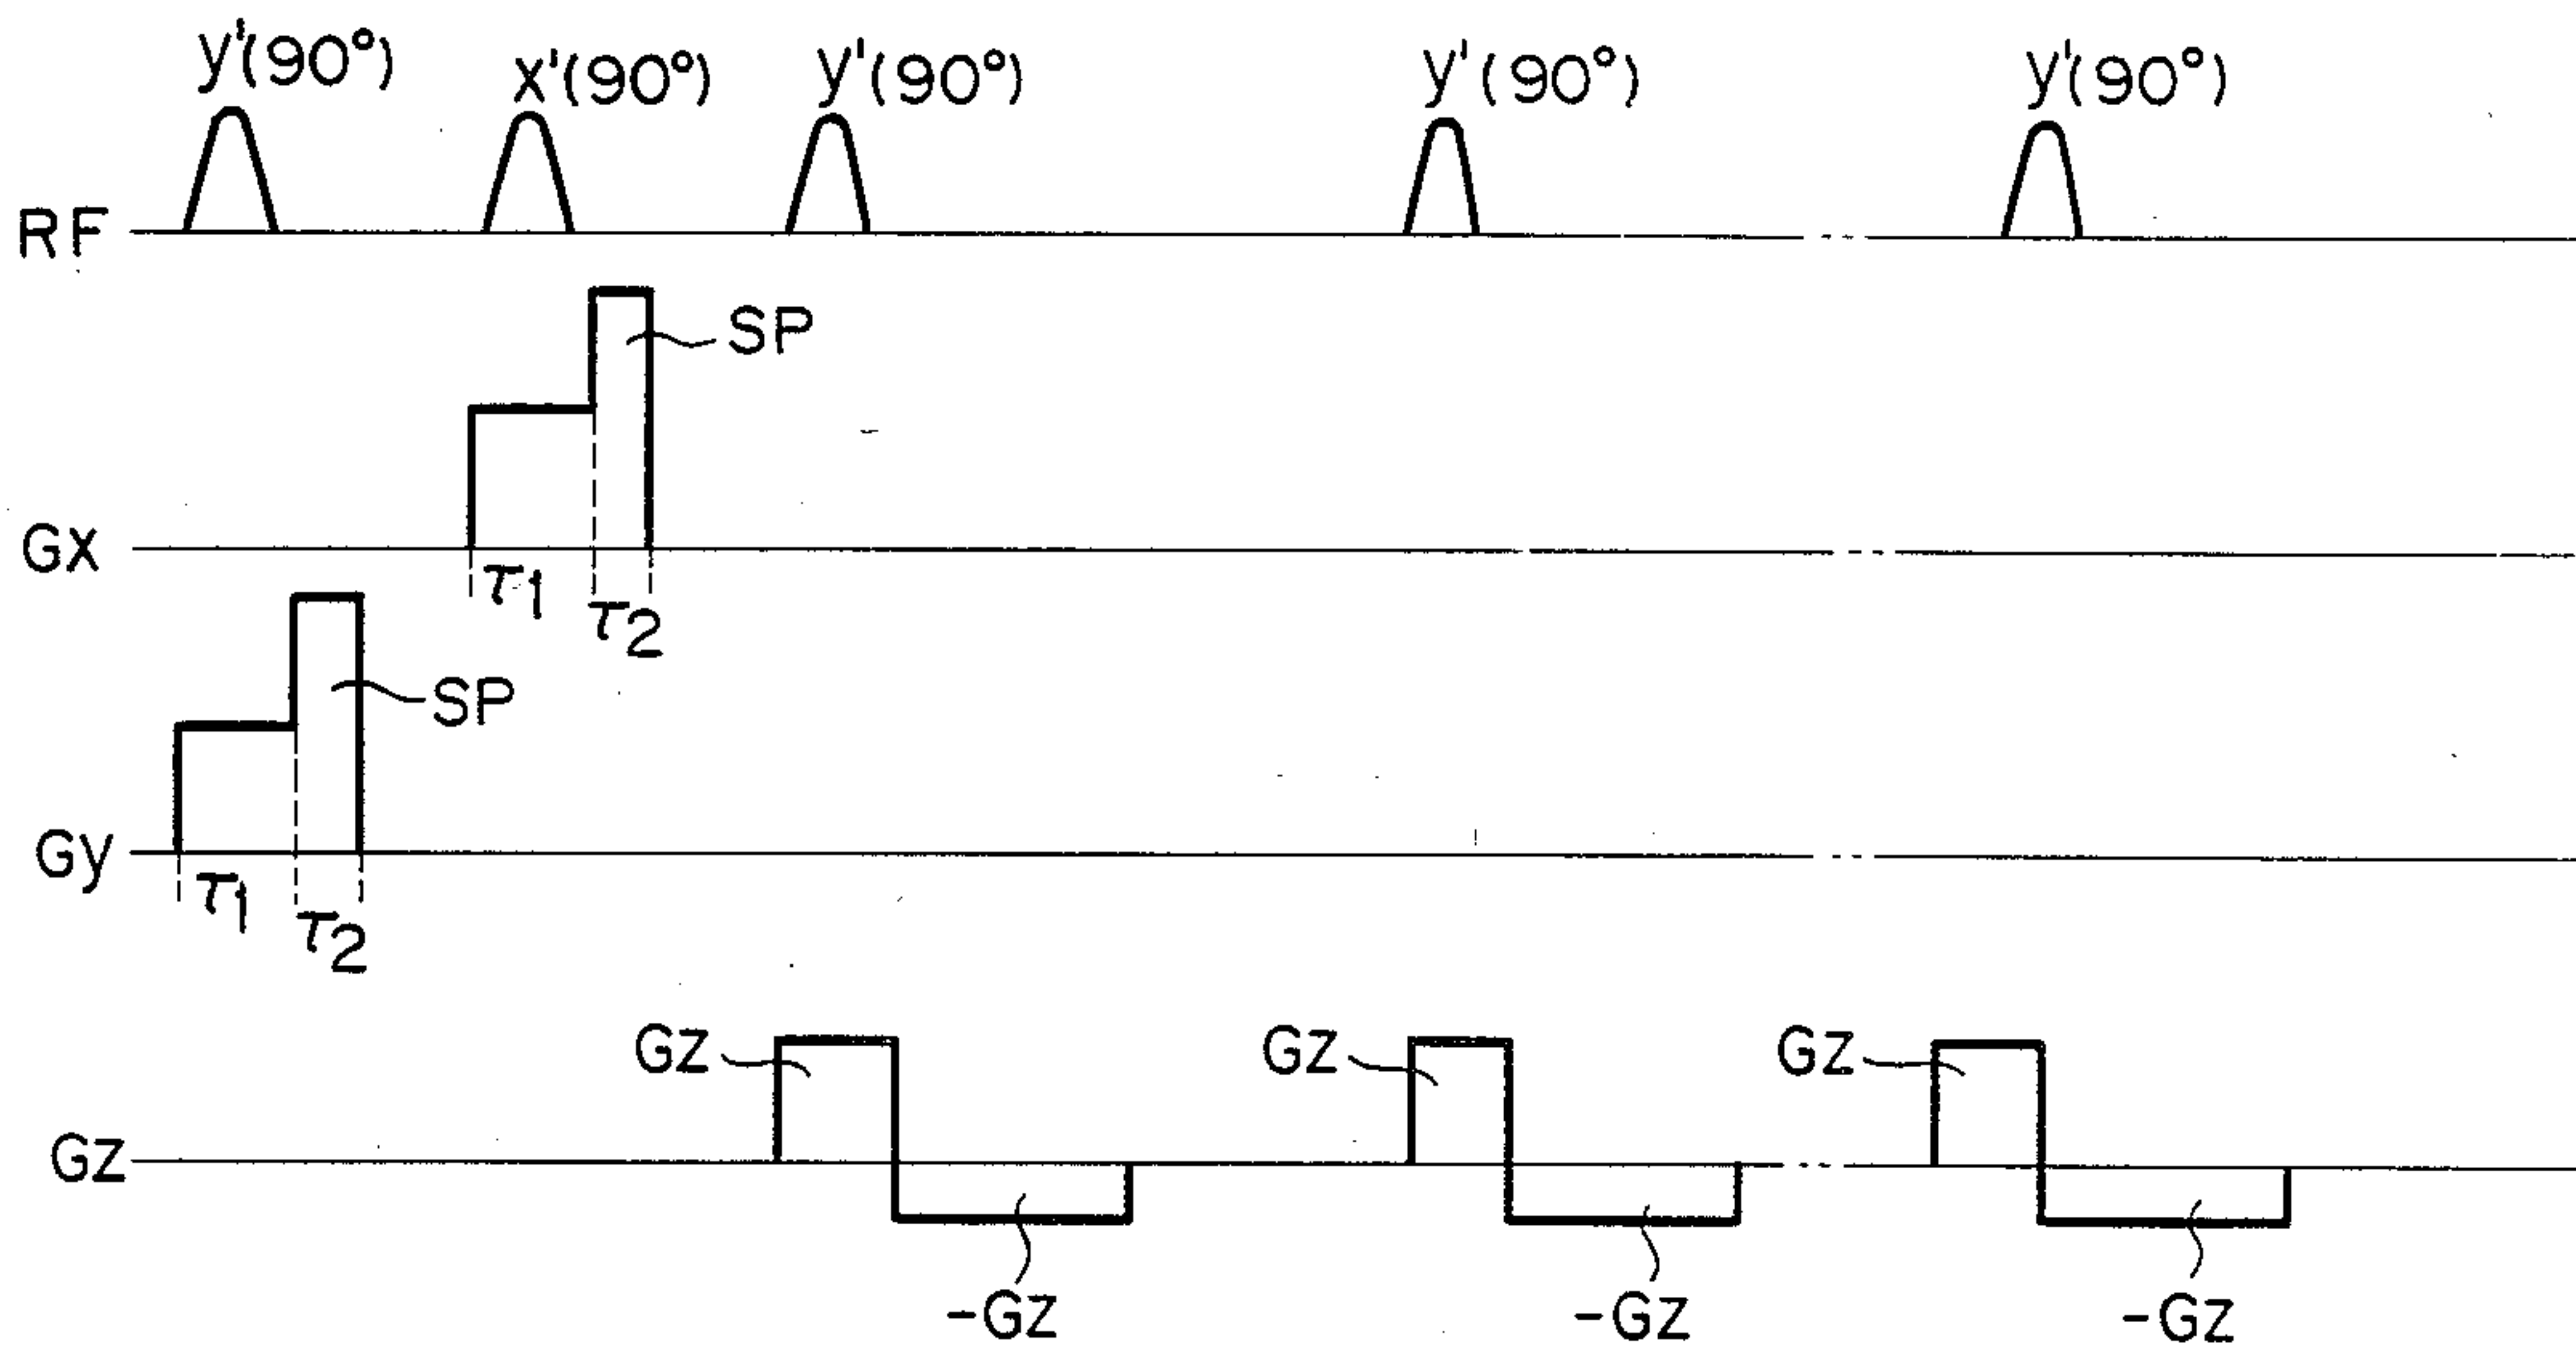 y'(90°) x'(90°) y'(90°) y'(90°) y'(90°)
RF
SP
Gx
τ1 τ2
SP
Gy
τ1 τ2
Gz Gz Gz
Gz
-Gz -Gz -Gz